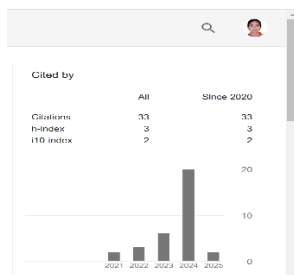 Cited by
All Since 2020
Citations 33 33
h-index 3 3
i10 index 2 2
20
10
0
2021 2022 2023 2024 2025